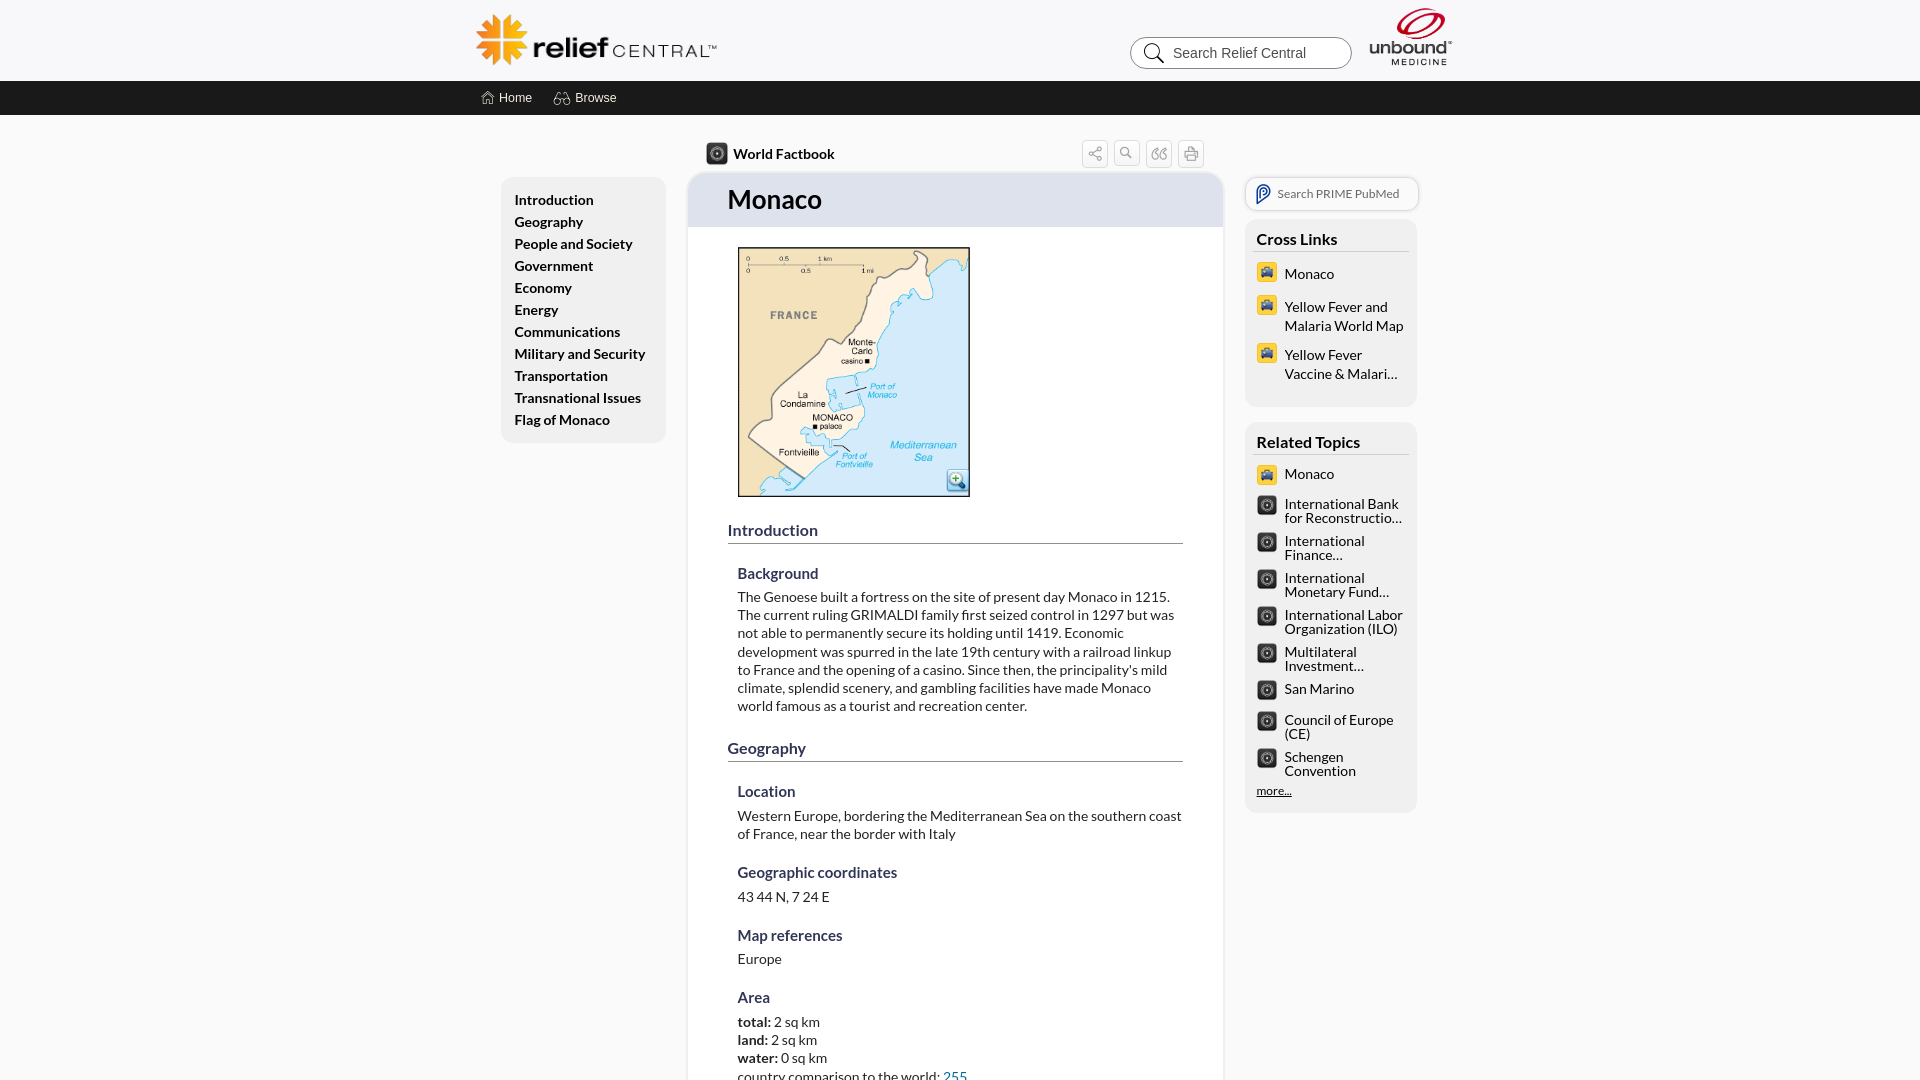 relief CENTRAL™
Search Relief Central
unbound®
MEDICINE
Home
Browse
World Factbook
Introduction
Geography
People and Society
Government
Economy
Energy
Communications
Military and Security
Transportation
Transnational Issues
Flag of Monaco
Monaco
0 0.5 1 km
0 0.5 1 mi
FRANCE
Monte-
Carlo
casino
La
Condamine
Port of
Monaco
MONACO
palace
Fontvieille
Port of
Fontvieille
Mediterranean
Sea
Introduction
Background
The Genoese built a fortress on the site of present day Monaco in 1215.
The current ruling GRIMALDI family first seized control in 1297 but was
not able to permanently secure its holding until 1419. Economic
development was spurred in the late 19th century with a railroad linkup
to France and the opening of a casino. Since then, the principality's mild
climate, splendid scenery, and gambling facilities have made Monaco
world famous as a tourist and recreation center.
Geography
Location
Western Europe, bordering the Mediterranean Sea on the southern coast
of France, near the border with Italy
Geographic coordinates
43 44 N, 7 24 E
Map references
Europe
Area
total: 2 sq km
land: 2 sq km
water: 0 sq km
country comparison to the world: 255
Search PRIME PubMed
Cross Links
Monaco
Yellow Fever and
Malaria World Map
Yellow Fever
Vaccine & Malari...
Related Topics
Monaco
International Bank
for Reconstructio...
International
Finance...
International
Monetary Fund...
International Labor
Organization (ILO)
Multilateral
Investment...
San Marino
Council of Europe
(CE)
Schengen
Convention
more...